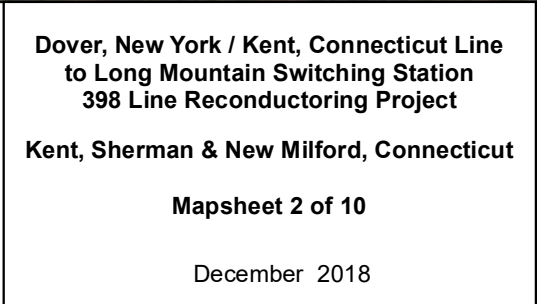 Dover, New York / Kent, Connecticut Line
to Long Mountain Switching Station
398 Line Reconductoring Project
Kent, Sherman & New Milford, Connecticut
Mapsheet 2 of 10
December 2018